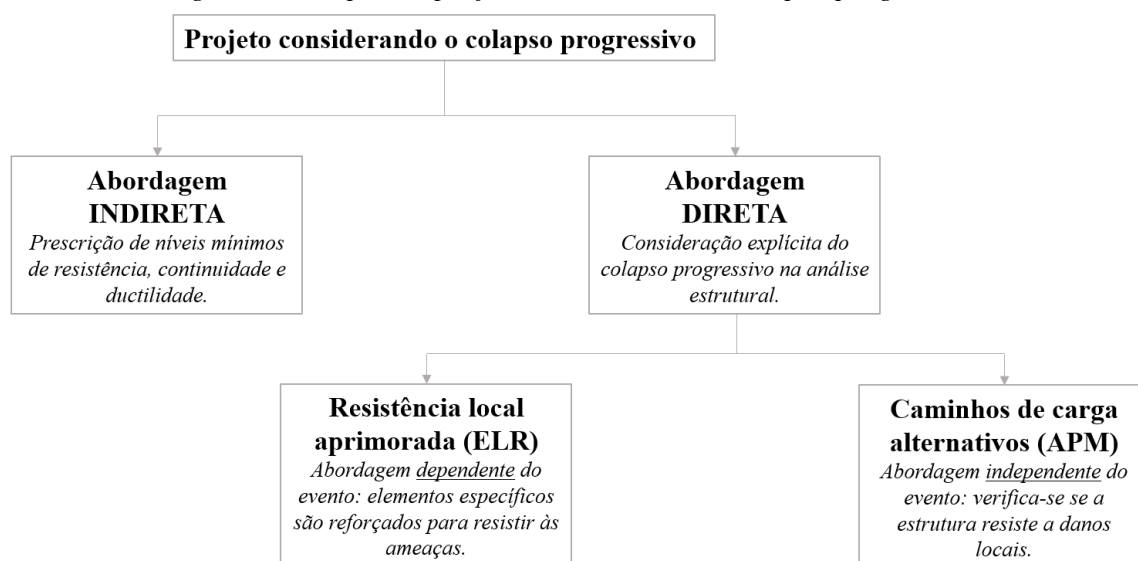 Projeto considerando o colapso progressivo
Abordagem
INDIRETA
Prescrição de níveis mínimos
de resistência, continuidade e
ductilidade.
Abordagem
DIRETA
Consideração explícita do
colapso progressivo na análise
estrutural.
Resistência local
aprimorada (ELR)
Abordagem dependente do
evento: elementos específicos
são reforçados para resistir às
ameaças.
Caminhos de carga
alternativos (APM)
Abordagem independente do
evento: verifica-se se a
estrutura resiste a danos
locais.